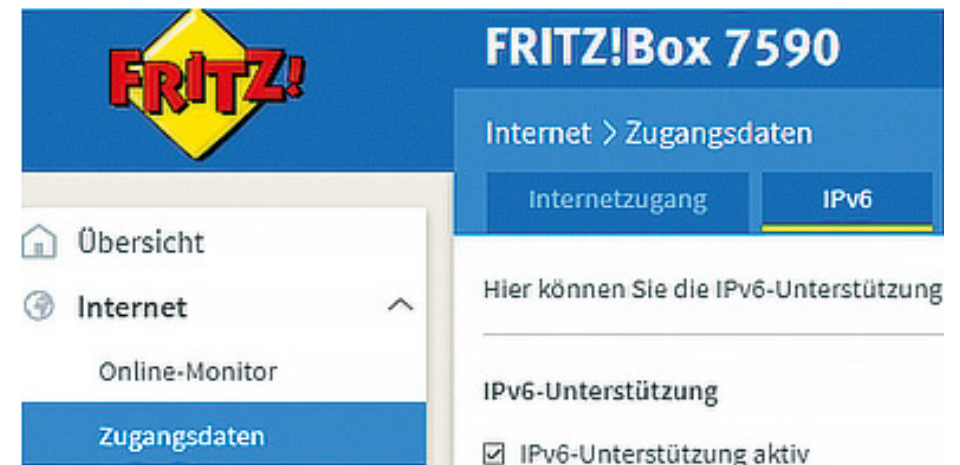 FRITZ!
FRITZ!Box 7590
Internet > Zugangsdaten
Internetzugang
IPv6
Übersicht
Internet
Online-Monitor
Zugangsdaten
Hier können Sie die IPv6-Unterstützung
IPv6-Unterstützung
IPv6-Unterstützung aktiv